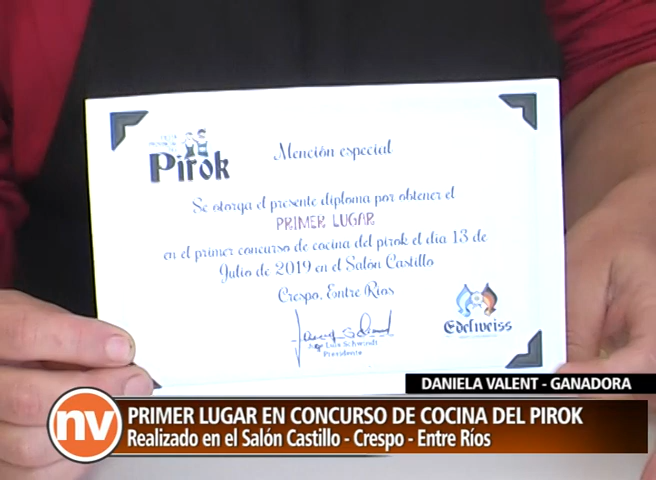 Pirok
Mención especial
Se otorga el presente diploma por obtener el
PRIMER LUGAR
en el primer concurso de cocina del pirok el día 13 de
Julio de 2019 en el Salón Castillo
Crespo, Entre Ríos
Edelweiss
Jose Luis Schwindt
Presidente
DANIELA VALENT - GANADORA
nv
PRIMER LUGAR EN CONCURSO DE COCINA DEL PIROK
Realizado en el Salón Castillo - Crespo - Entre Ríos